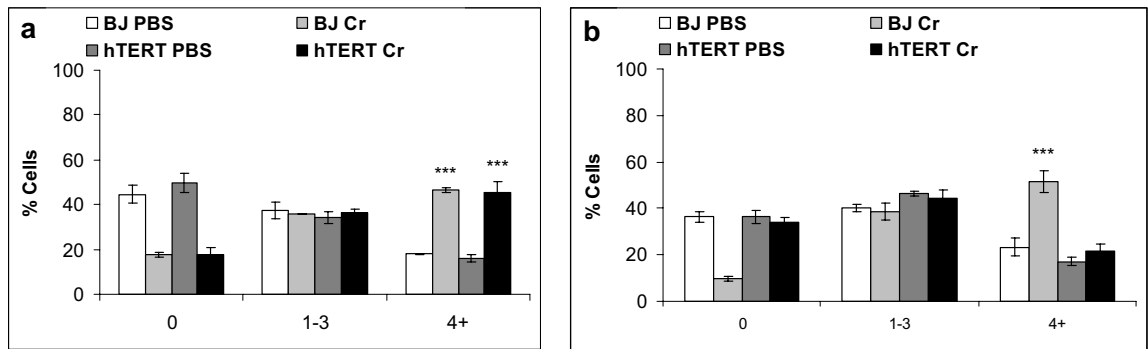 a
BJ PBS BJ Cr
hTERT PBS hTERT Cr
100
80
60
40
20
0
% Cells
*** ***
0 1-3 4+
b
BJ PBS BJ Cr
hTERT PBS hTERT Cr
100
80
60
40
20
0
% Cells
***
0 1-3 4+